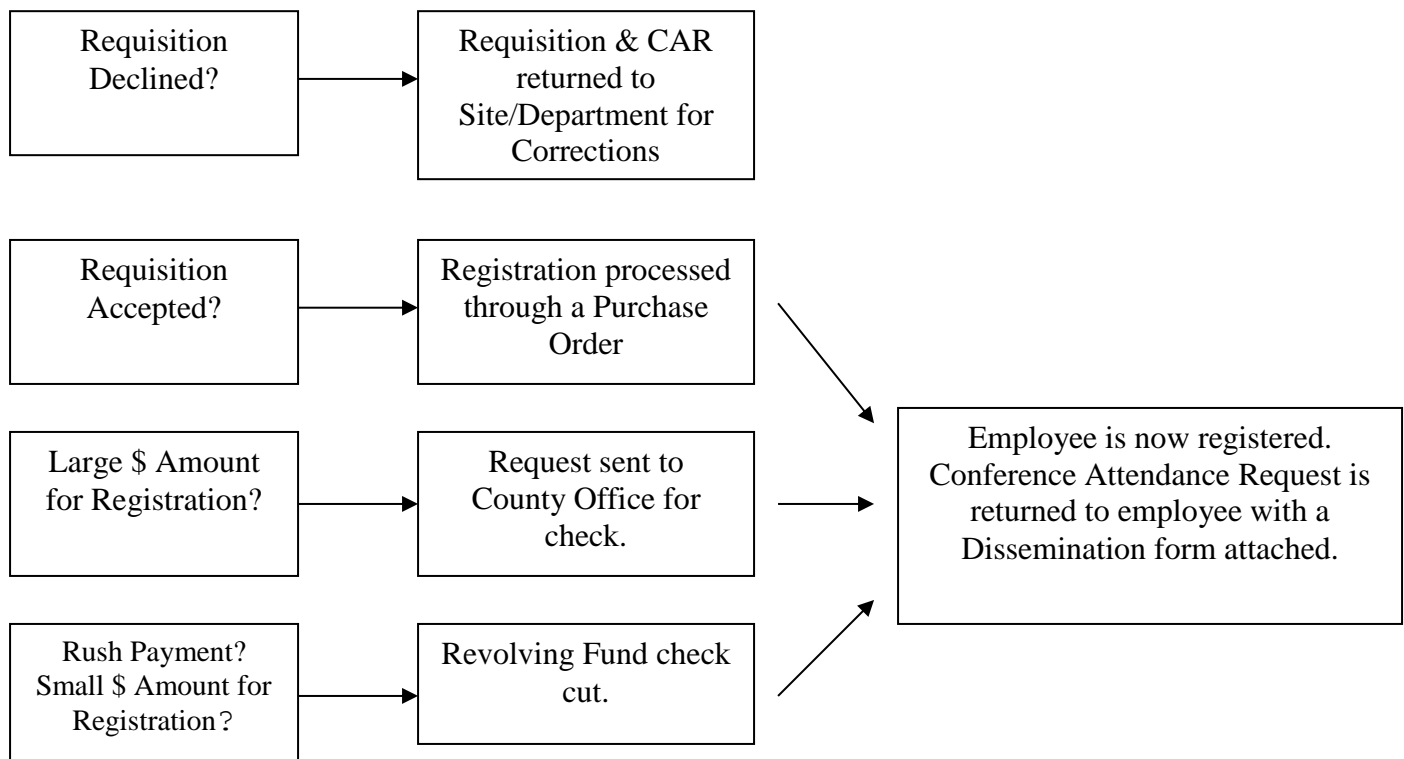 Requisition
Declined?
Requisition & CAR
returned to
Site/Department for
Corrections
Requisition
Accepted?
Registration processed
through a Purchase
Order
Large $ Amount
for Registration?
Request sent to
County Office for
check.
Rush Payment?
Small $ Amount for
Registration?
Revolving Fund check
cut.
Employee is now registered.
Conference Attendance Request is
returned to employee with a
Dissemination form attached.